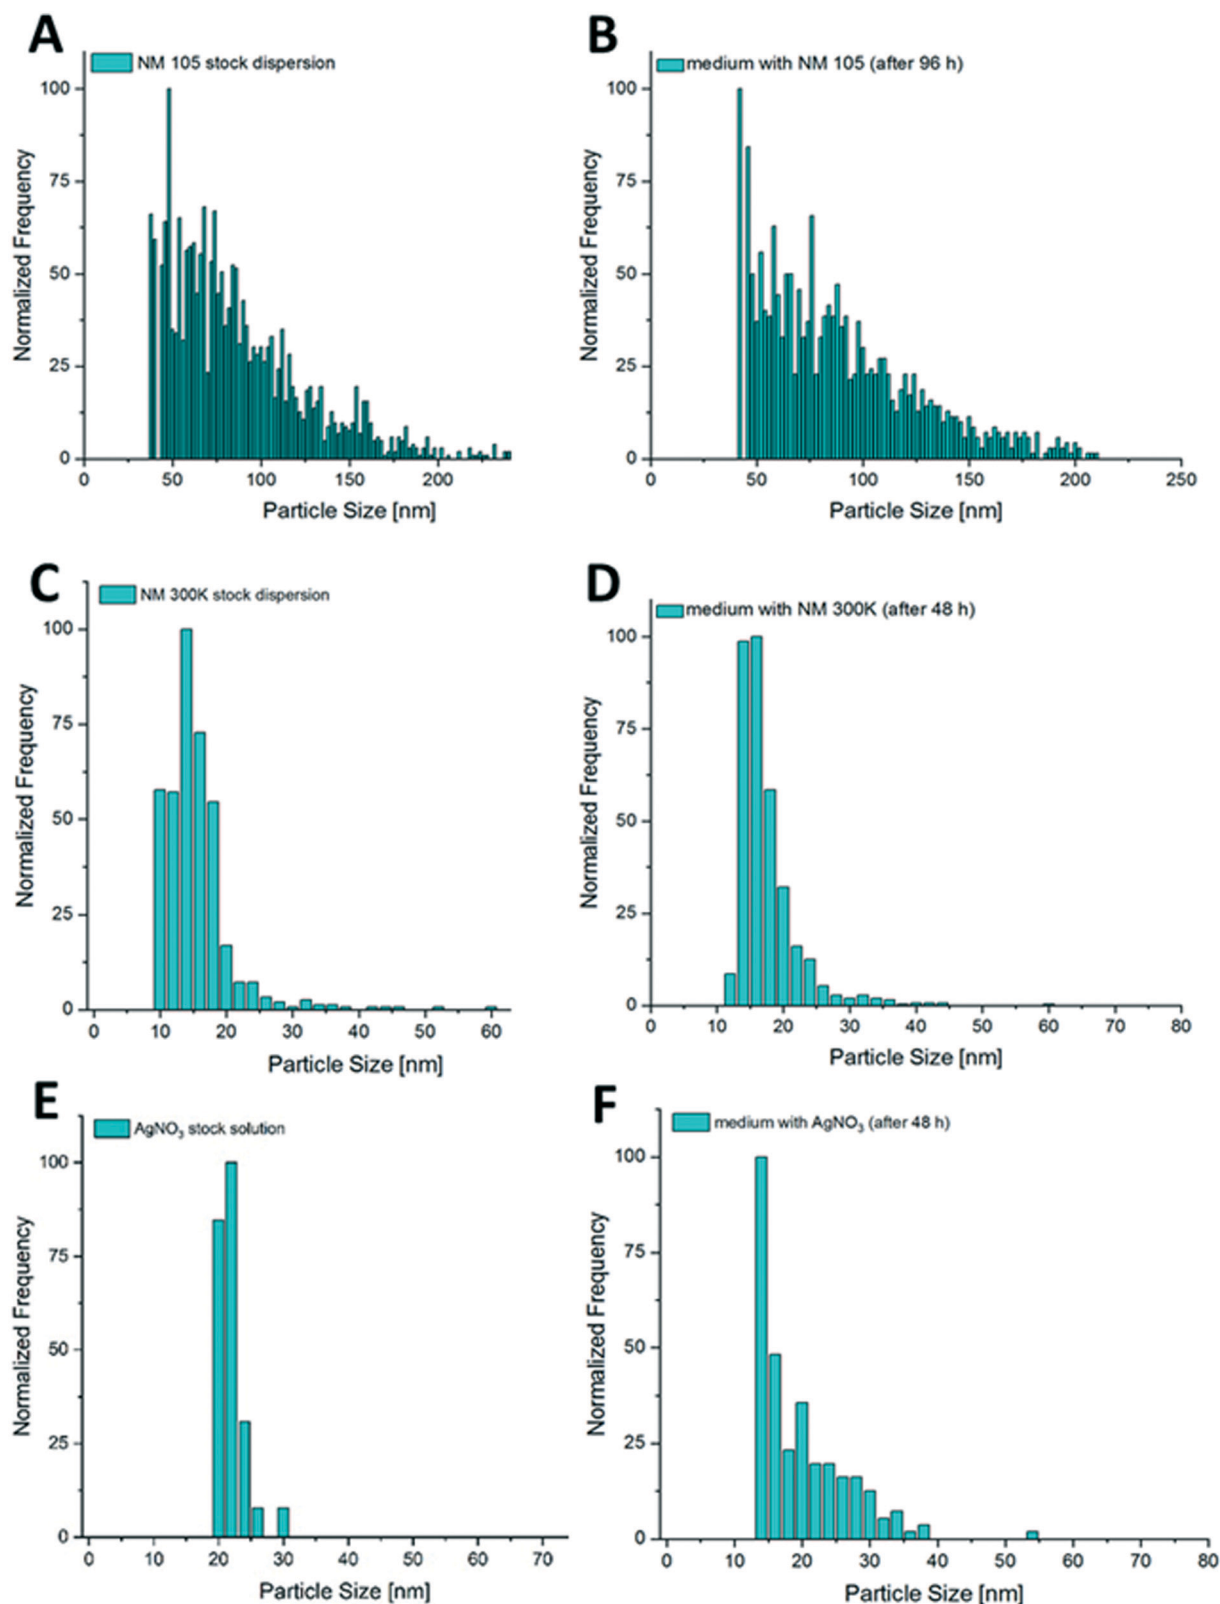 A
NM 105 stock dispersion
100
75
50
25
0
Normalized Frequency
0 50 100 150 200
Particle Size [nm]
B
medium with NM 105 (after 96 h)
100
75
50
25
0
Normalized Frequency
0 50 100 150 200 250
Particle Size [nm]
C
NM 300K stock dispersion
100
75
50
25
0
Normalized Frequency
0 10 20 30 40 50 60
Particle Size [nm]
D
medium with NM 300K (after 48 h)
100
75
50
25
0
Normalized Frequency
0 10 20 30 40 50 60 70 80
Particle Size [nm]
E
AgNO₃ stock solution
100
75
50
25
0
Normalized Frequency
0 10 20 30 40 50 60 70
Particle Size [nm]
F
medium with AgNO₃ (after 48 h)
100
75
50
25
0
Normalized Frequency
0 10 20 30 40 50 60 70 80
Particle Size [nm]